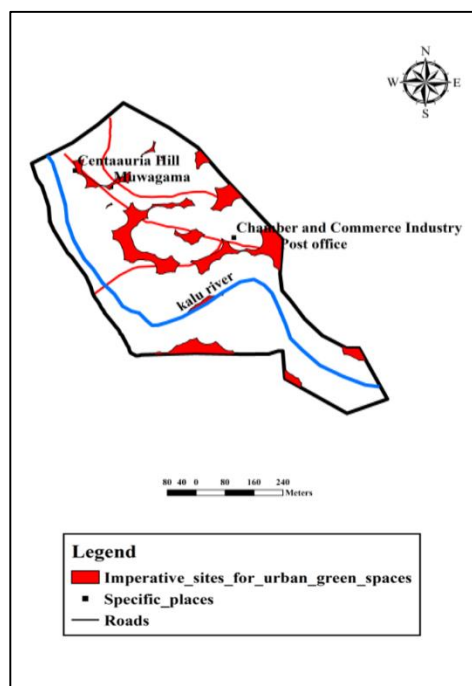 N
W E
S
Centaauria Hill
Muwagama
Chamber and Commerce Industry
Post office
kalu river
80 40 0 80 160 240
Meters
Legend
Imperative_sites_for_urban_green_spaces
Specific_places
Roads